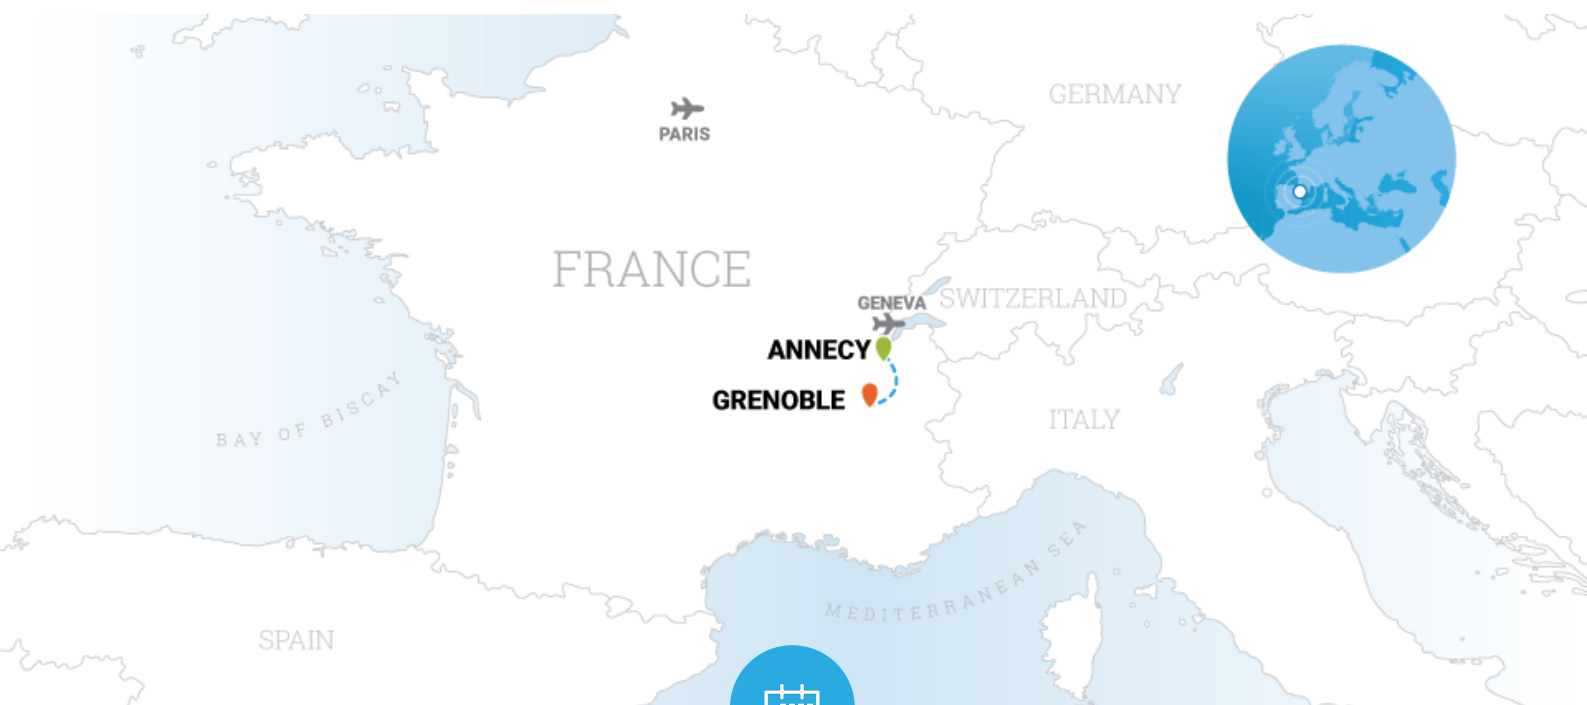 GERMANY
PARIS
FRANCE
GENEVA
SWITZERLAND
ANNECY
GRENOBLE
BAY OF BISCAY
ITALY
MEDITERRANEAN SEA
SPAIN